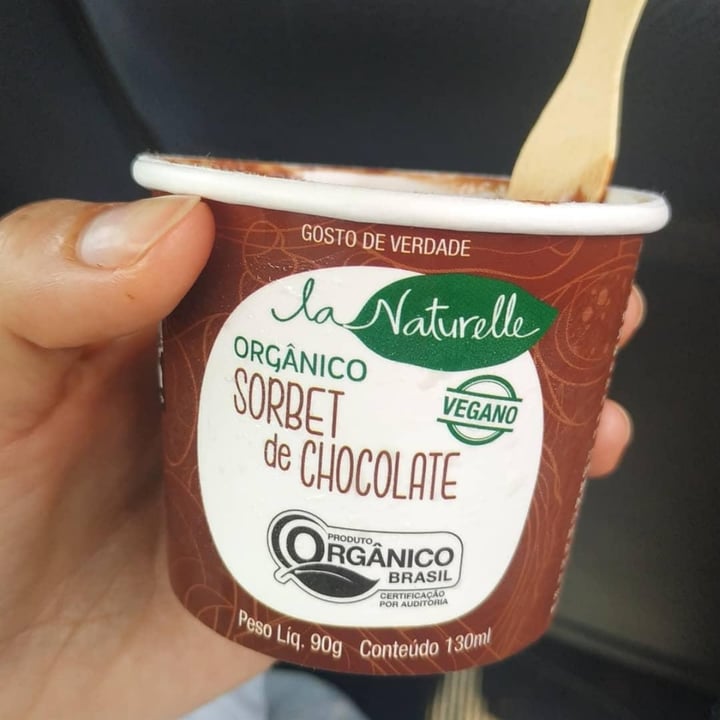 GOSTO DE VERDADE
la Naturelle
ORGÂNICO
SORBET
de CHOCOLATE
VEGANO
PRODUTO
ORGÂNICO
BRASIL
CERTIFICAÇÃO
POR AUDITORIA
Peso Líq. 90g Conteúdo 130ml